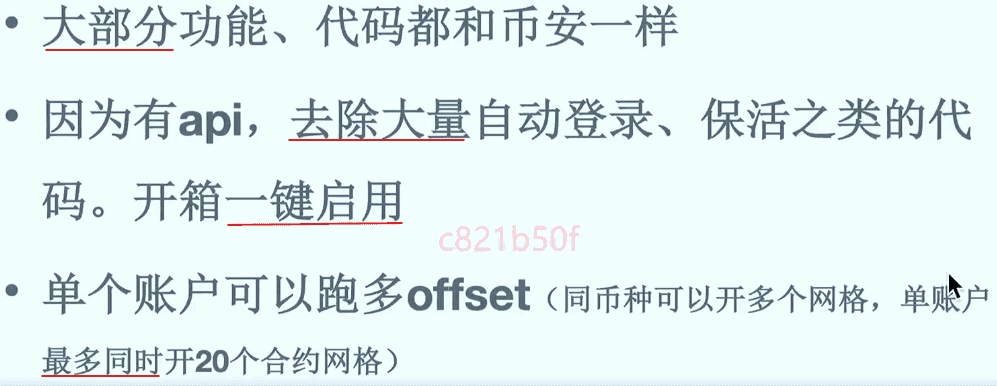 • 大部分功能、代码都和币安一样
• 因为有api，去除大量自动登录、保活之类的代
码。开箱一键启用
c821b50f
• 单个账户可以跑多offset（同币种可以开多个网格，单账户
最多同时开20个合约网格）